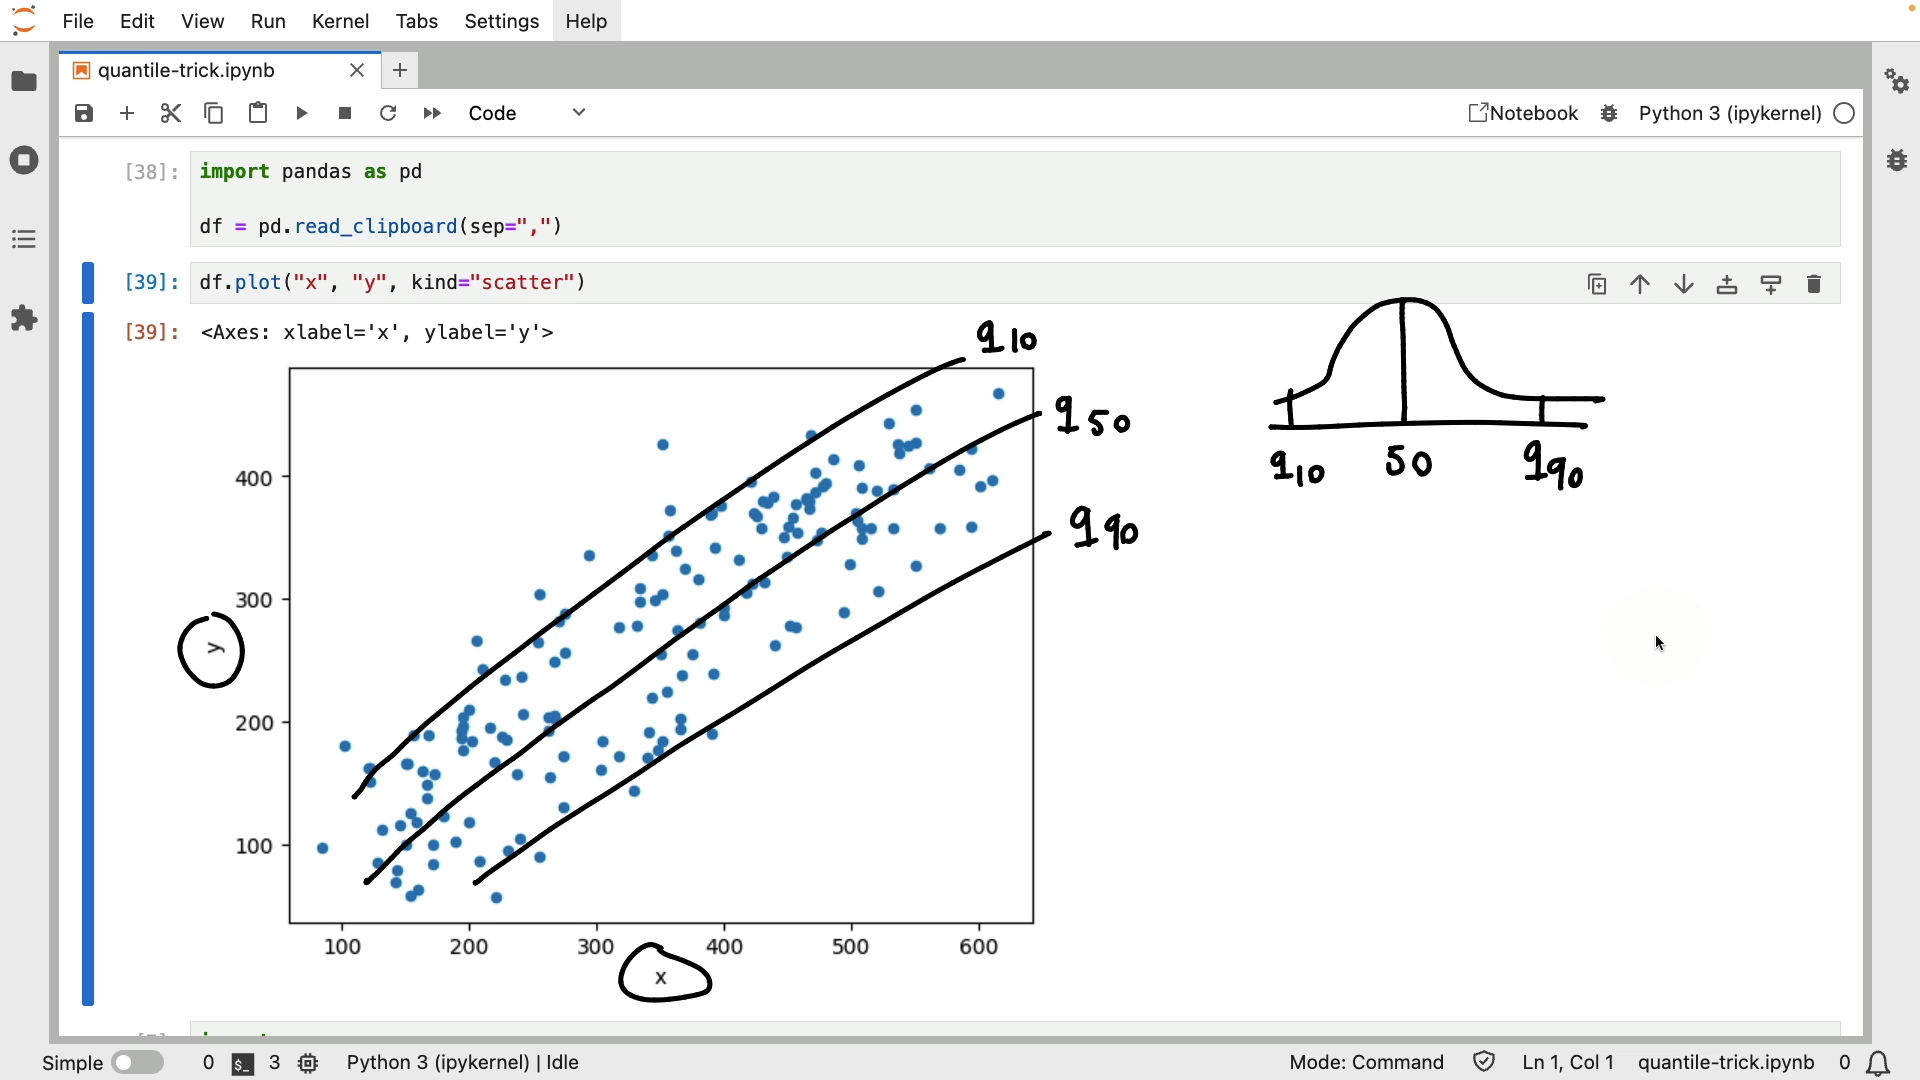 File Edit View Run Kernel Tabs Settings Help
quantile-trick.ipynb
Code
Notebook Python 3 (ipykernel)
[38]: import pandas as pd
df = pd.read_clipboard(sep=",")
[39]: df.plot("x", "y", kind="scatter")
[39]: <Axes: xlabel='x', ylabel='y'>
q10
q50
q90
q10 50 q90
400
300
y
200
100
100 200 300 400 500 600
x
Simple 0 $_ 3 Python 3 (ipykernel) | Idle Mode: Command Ln 1, Col 1 quantile-trick.ipynb 0